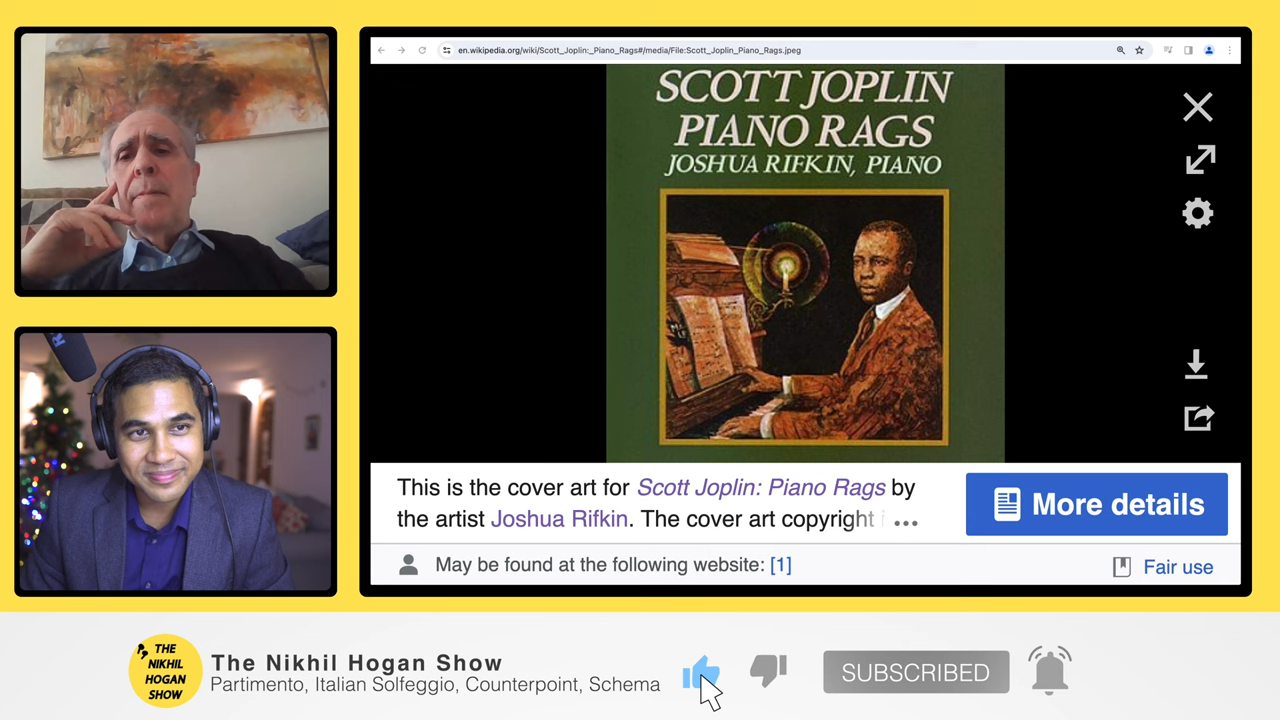 en.wikipedia.org/wiki/Scott_Joplin:_Piano_Rags#/media/File:Scott_Joplin_Piano_Rags.jpeg
SCOTT JOPLIN
PIANO RAGS
JOSHUA RIFKIN, PIANO
This is the cover art for Scott Joplin: Piano Rags by
the artist Joshua Rifkin. The cover art copyright
...
More details
May be found at the following website: [1]
Fair use
THE
NIKHIL
HOGAN
SHOW
The Nikhil Hogan Show
Partimento, Italian Solfeggio, Counterpoint, Schema
SUBSCRIBED